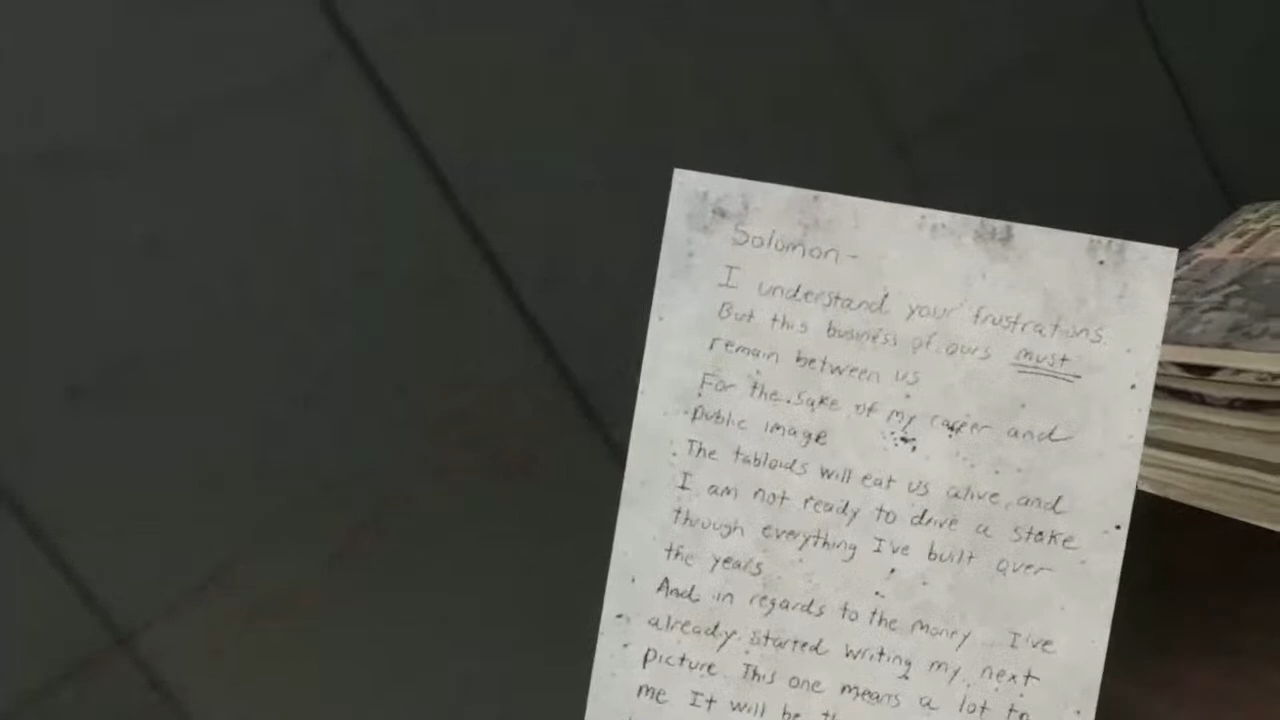 Solomon-
I understand your frustrations.
But this business of ours must
remain between us
For the sake of my career and
public image
The tabloids will eat us alive, and
I am not ready to drive a stake
through everything I've built over
the years
And in regards to the money I've
already started writing my next
picture. This one means a lot to
me It will be